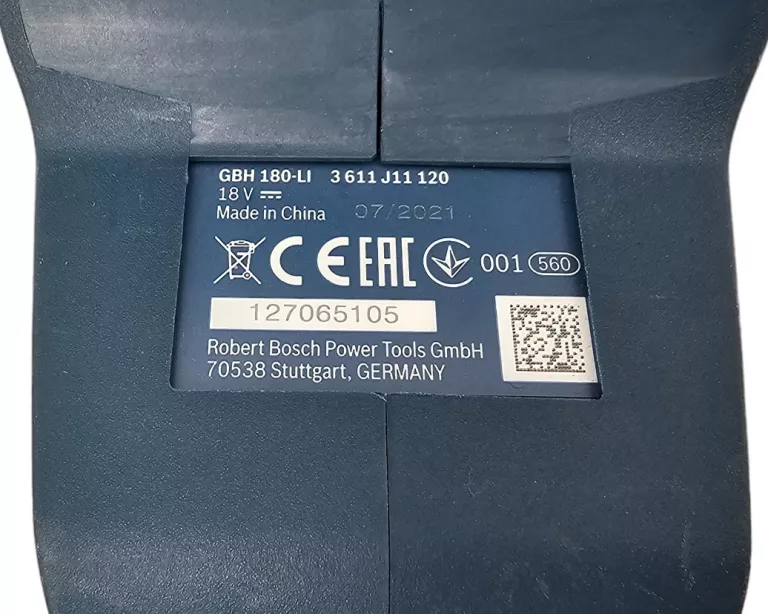 GBH 180-LI 3 611 J11 120
18 V
Made in China 07/2021
CE EAC 001 560
127065105
Robert Bosch Power Tools GmbH
70538 Stuttgart, GERMANY